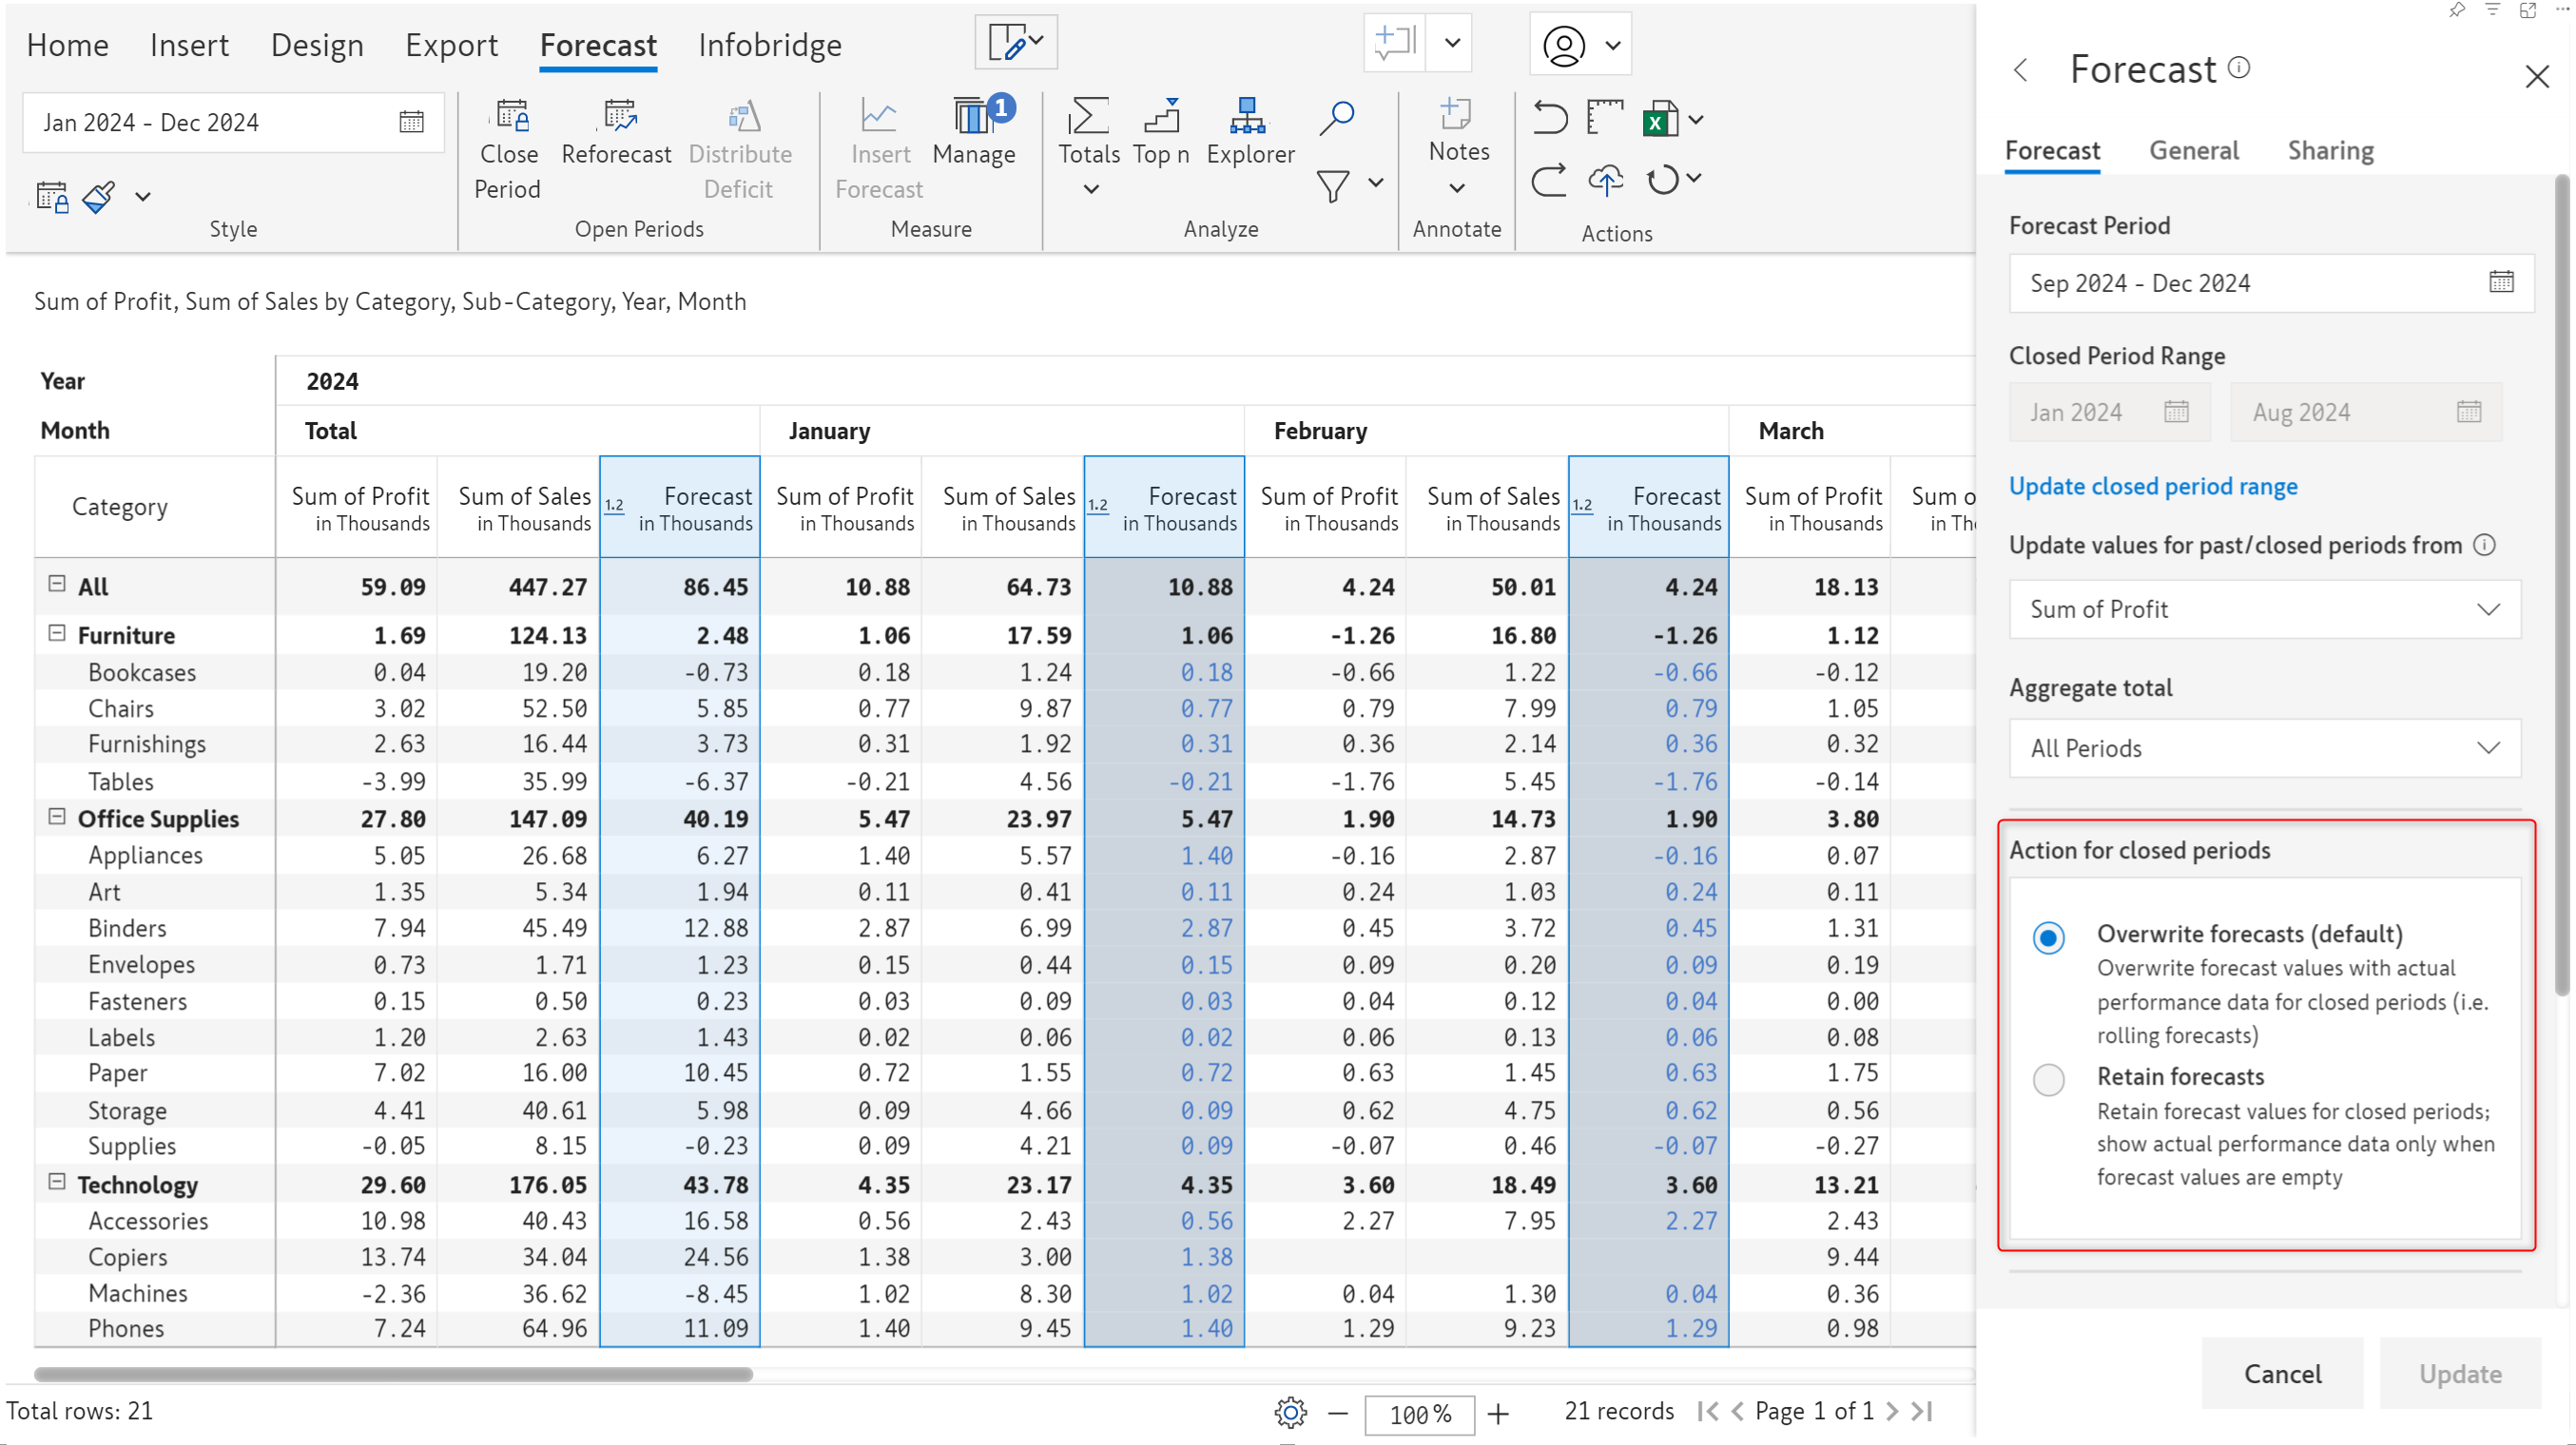 Home Insert Design Export Forecast Infobridge
Jan 2024 - Dec 2024
Style
Close Period
Reforecast
Distribute Deficit
Open Periods
Insert Forecast
Manage
1
Measure
Totals
Top n
Explorer
Analyze
Notes
Annotate
X
Actions
Sum of Profit, Sum of Sales by Category, Sub-Category, Year, Month
Year 2024
Month Total January February March
Category Sum of Profit in Thousands Sum of Sales in Thousands 1.2 Forecast in Thousands Sum of Profit in Thousands Sum of Sales in Thousands 1.2 Forecast in Thousands Sum of Profit in Thousands Sum of Sales in Thousands 1.2 Forecast in Thousands Sum of Profit in Thousands Sum o in Th
All 59.09 447.27 86.45 10.88 64.73 10.88 4.24 50.01 4.24 18.13
Furniture 1.69 124.13 2.48 1.06 17.59 1.06 -1.26 16.80 -1.26 1.12
Bookcases 0.04 19.20 -0.73 0.18 1.24 0.18 -0.66 1.22 -0.66 -0.12
Chairs 3.02 52.50 5.85 0.77 9.87 0.77 0.79 7.99 0.79 1.05
Furnishings 2.63 16.44 3.73 0.31 1.92 0.31 0.36 2.14 0.36 0.32
Tables -3.99 35.99 -6.37 -0.21 4.56 -0.21 -1.76 5.45 -1.76 -0.14
Office Supplies 27.80 147.09 40.19 5.47 23.97 5.47 1.90 14.73 1.90 3.80
Appliances 5.05 26.68 6.27 1.40 5.57 1.40 -0.16 2.87 -0.16 0.07
Art 1.35 5.34 1.94 0.11 0.41 0.11 0.24 1.03 0.24 0.11
Binders 7.94 45.49 12.88 2.87 6.99 2.87 0.45 3.72 0.45 1.31
Envelopes 0.73 1.71 1.23 0.15 0.44 0.15 0.09 0.20 0.09 0.19
Fasteners 0.15 0.50 0.23 0.03 0.09 0.03 0.04 0.12 0.04 0.00
Labels 1.20 2.63 1.43 0.02 0.06 0.02 0.06 0.13 0.06 0.08
Paper 7.02 16.00 10.45 0.72 1.55 0.72 0.63 1.45 0.63 1.75
Storage 4.41 40.61 5.98 0.09 4.66 0.09 0.62 4.75 0.62 0.56
Supplies -0.05 8.15 -0.23 0.09 4.21 0.09 -0.07 0.46 -0.07 -0.27
Technology 29.60 176.05 43.78 4.35 23.17 4.35 3.60 18.49 3.60 13.21
Accessories 10.98 40.43 16.58 0.56 2.43 0.56 2.27 7.95 2.27 2.43
Copiers 13.74 34.04 24.56 1.38 3.00 1.38 9.44
Machines -2.36 36.62 -8.45 1.02 8.30 1.02 0.04 1.30 0.04 0.36
Phones 7.24 64.96 11.09 1.40 9.45 1.40 1.29 9.23 1.29 0.98
Total rows: 21
100%
21 records
Page 1 of 1
Forecast
Forecast General Sharing
Forecast Period
Sep 2024 - Dec 2024
Closed Period Range
Jan 2024 Aug 2024
Update closed period range
Update values for past/closed periods from
Sum of Profit
Aggregate total
All Periods
Action for closed periods
Overwrite forecasts (default)
Overwrite forecast values with actual
performance data for closed periods (i.e.
rolling forecasts)
Retain forecasts
Retain forecast values for closed periods;
show actual performance data only when
forecast values are empty
Cancel Update